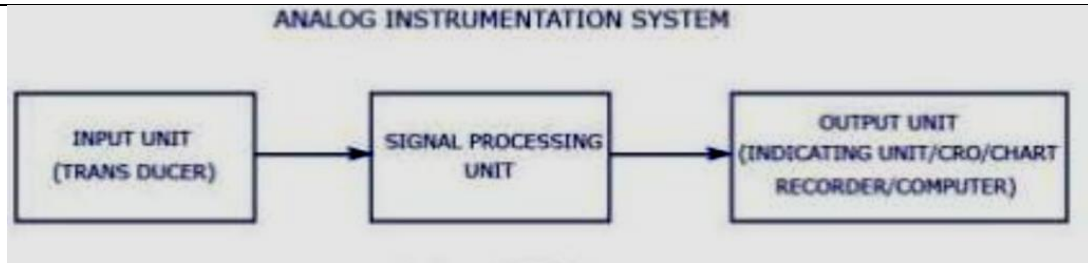 ANALOG INSTRUMENTATION SYSTEM
INPUT UNIT
(TRANS DUCER)
SIGNAL PROCESSING
UNIT
OUTPUT UNIT
(INDICATING UNIT/CRO/CHART
RECORDER/COMPUTER)